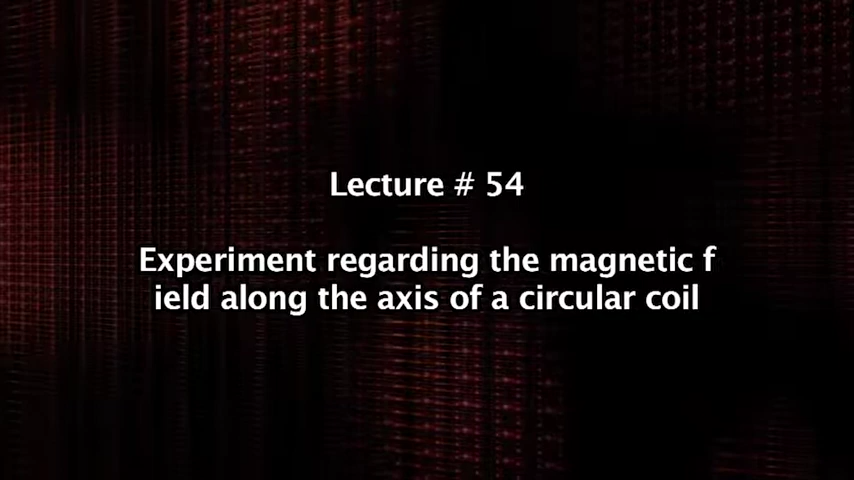 Lecture # 54
Experiment regarding the magnetic f
ield along the axis of a circular coil